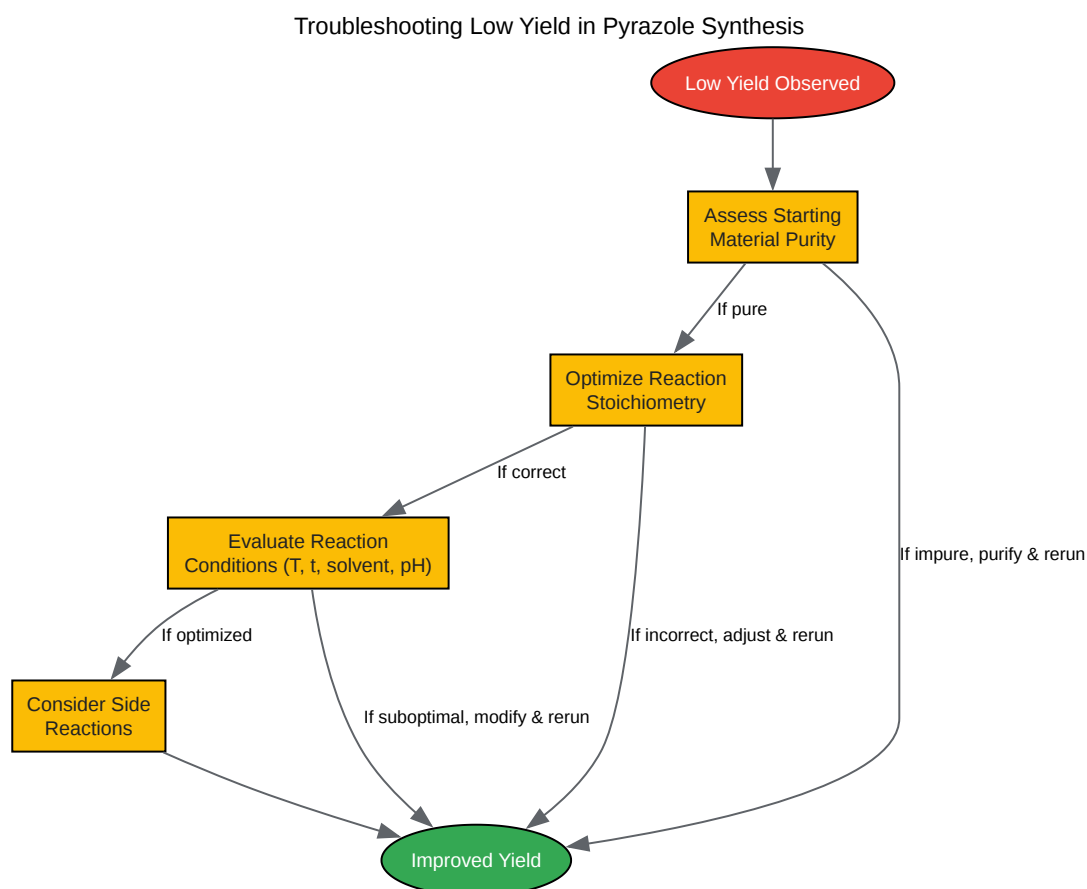 Troubleshooting Low Yield in Pyrazole Synthesis
Low Yield Observed
Assess Starting
Material Purity
If pure
Optimize Reaction
Stoichiometry
If correct
Evaluate Reaction
Conditions (T, t, solvent, pH)
If impure, purify & rerun
If optimized
If incorrect, adjust & rerun
Consider Side
Reactions
If suboptimal, modify & rerun
Improved Yield